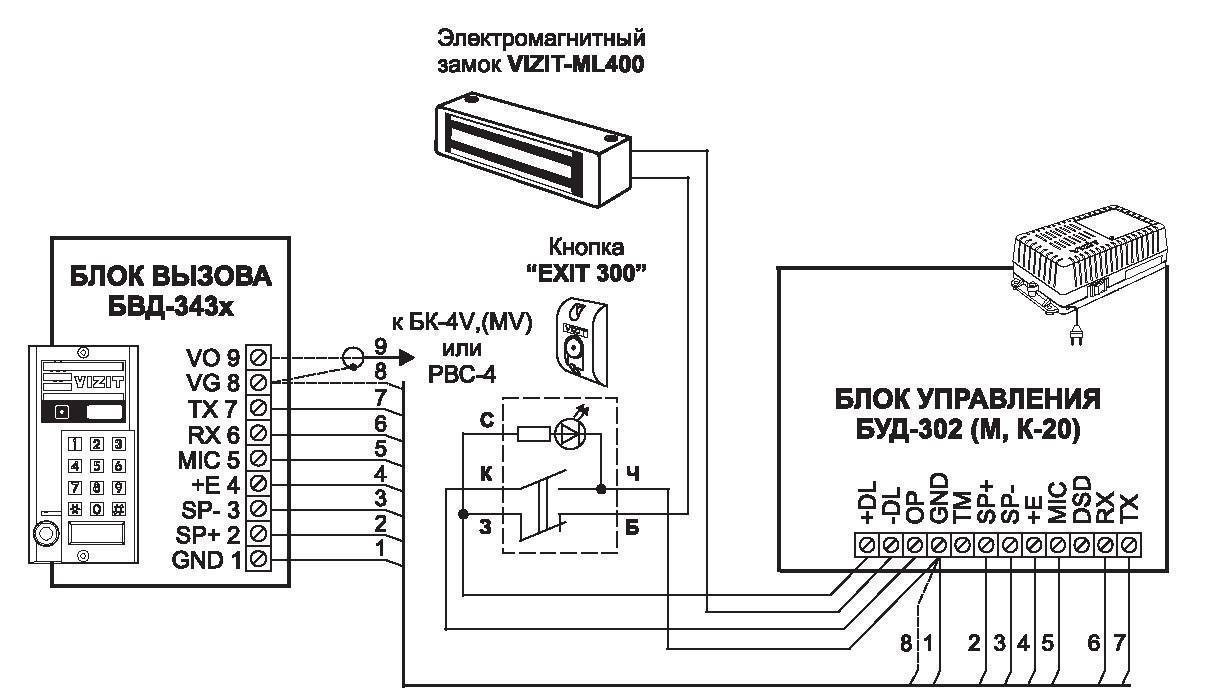 Электромагнитный
замок VIZIT-ML400
Кнопка
“EXIT 300”
БЛОК ВЫЗОВА
БВД-343х
VO 9
VG 8
TX 7
RX 6
MIC 5
+E 4
SP- 3
SP+ 2
GND 1
VIZIT
1 2 3
4 5 6
7 8 9
* 0 #
9
8
7
6
5
4
3
2
1
к БК-4V,(MV)
или
РВС-4
VIZIT
С
К
З
Ч
Б
БЛОК УПРАВЛЕНИЯ
БУД-302 (М, К-20)
+DL
-DL
OP
GND
TM
SP+
SP-
+E
MIC
DSD
RX
TX
8 1 2 3 4 5 6 7